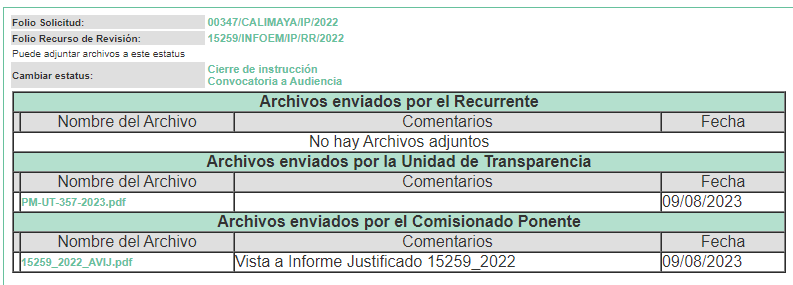 Folio Solicitud: 00347/CALIMAYA/IP/2022
Folio Recurso de Revisión: 15259/INFOEM/IP/RR/2022
Puede adjuntar archivos a este estatus
Cambiar estatus: Cierre de instrucción
Convocatoria a Audiencia
Archivos enviados por el Recurrente
Nombre del Archivo Comentarios Fecha
No hay Archivos adjuntos
Archivos enviados por la Unidad de Transparencia
Nombre del Archivo Comentarios Fecha
PM-UT-357-2023.pdf 09/08/2023
Archivos enviados por el Comisionado Ponente
Nombre del Archivo Comentarios Fecha
15259_2022_AVIJ.pdf Vista a Informe Justificado 15259_2022 09/08/2023